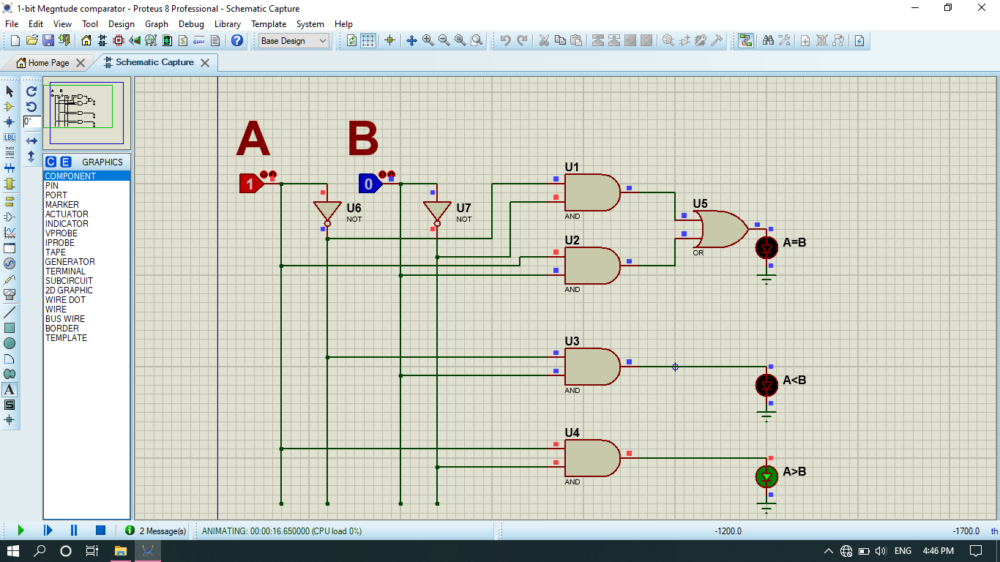 1-bit Megntude comparator - Proteus 8 Professional - Schematic Capture
File Edit View Tool Design Graph Debug Library Template System Help
Base Design
Home Page
Schematic Capture
0°
LBL
C E GRAPHICS
COMPONENT
PIN
PORT
MARKER
ACTUATOR
INDICATOR
VPROBE
IPROBE
TAPE
GENERATOR
TERMINAL
SUBCIRCUIT
2D GRAPHIC
WIRE DOT
WIRE
BUS WIRE
BORDER
TEMPLATE
A
S
A B
1 0
U6
NOT
U7
NOT
U1
AND
U2
AND
U5
OR
A=B
U3
AND
A<B
U4
AND
A>B
2 Message(s)
ANIMATING: 00:00:16.650000 (CPU load 0%)
-1200.0
-1700.0
th
ENG
4:46 PM